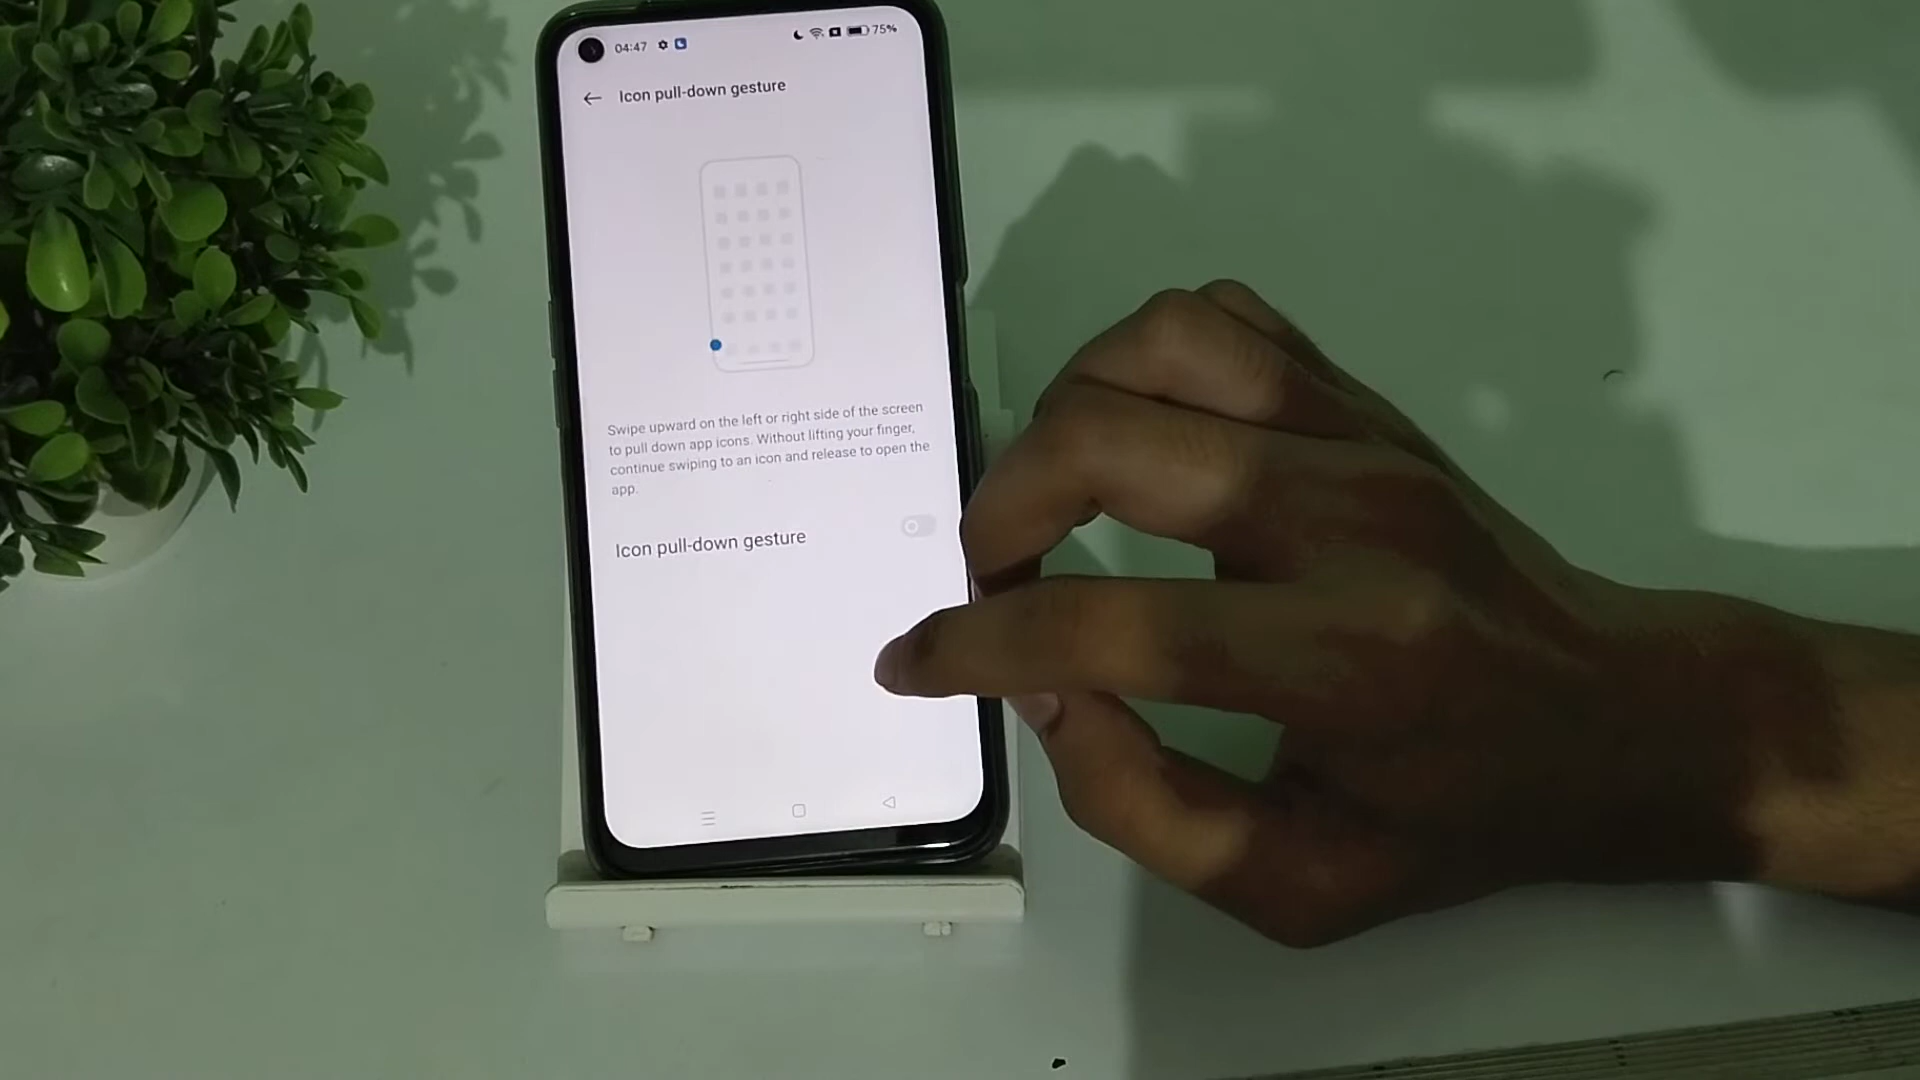 04:47 75%
Icon pull-down gesture
Swipe upward on the left or right side of the screen
to pull down app icons. Without lifting your finger,
continue swiping to an icon and release to open the
app.
Icon pull-down gesture